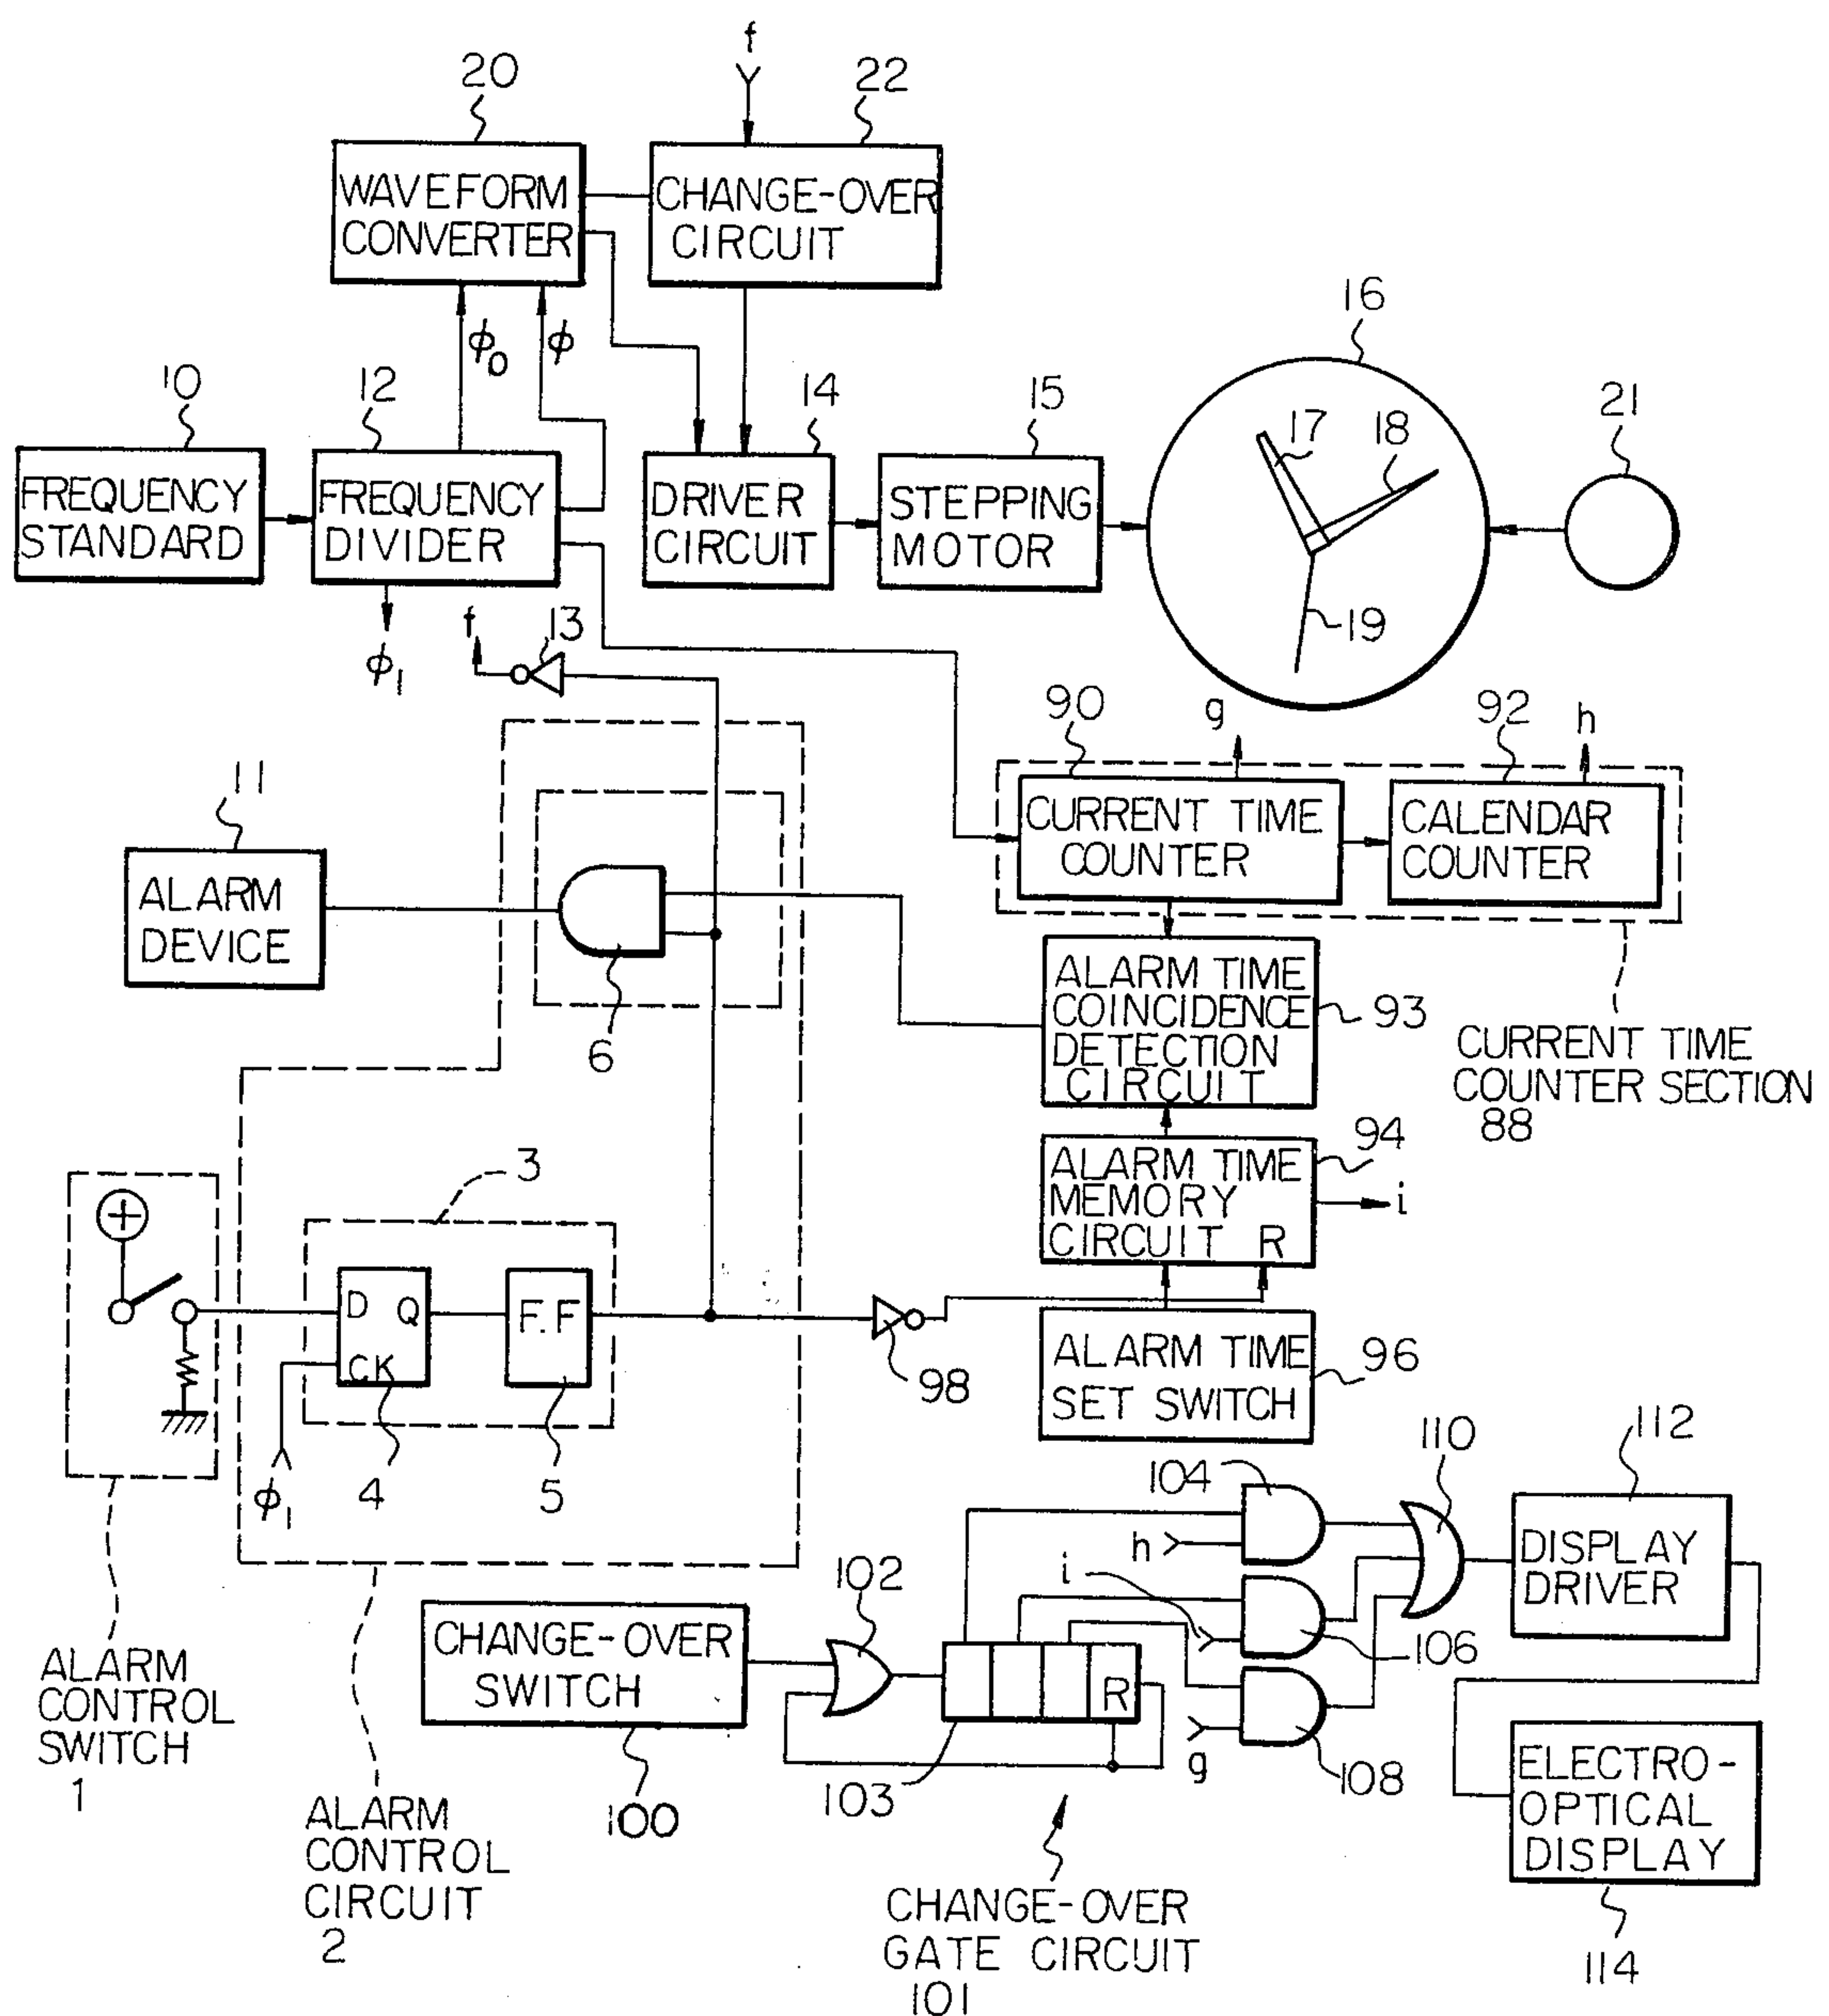 f
20
22
WAVEFORM
CONVERTER
CHANGE-OVER
CIRCUIT
16
ϕ0
ϕ
10
12
14
15
17
18
21
FREQUENCY
STANDARD
FREQUENCY
DIVIDER
DRIVER
CIRCUIT
STEPPING
MOTOR
19
f
13
ϕ1
90
g
92
h
11
CURRENT TIME
COUNTER
CALENDAR
COUNTER
ALARM
DEVICE
6
ALARM TIME
COINCIDENCE
DETECTION
CIRCUIT
93
CURRENT TIME
COUNTER SECTION
88
3
94
ALARM TIME
MEMORY
CIRCUIT R
i
+
D Q
CK
F.F
98
ALARM TIME
SET SWITCH
96
ϕ1
4
5
104
110
112
h
i
102
DISPLAY
DRIVER
CHANGE-OVER
SWITCH
R
106
ALARM
CONTROL
SWITCH
1
g
108
103
100
ELECTRO-
OPTICAL
DISPLAY
ALARM
CONTROL
CIRCUIT
2
CHANGE-OVER
GATE CIRCUIT
101
114